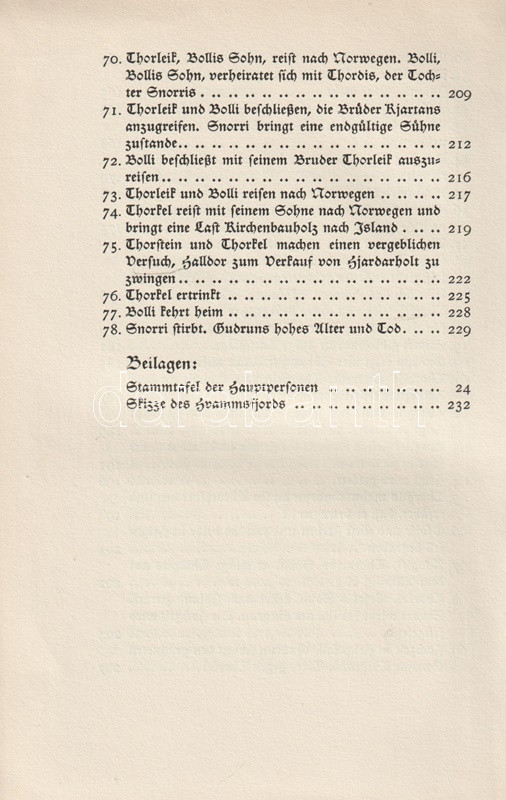 70. Thorleik, Bollis Sohn, reist nach Norwegen. Bolli,
Bollis Sohn, verheiratet sich mit Thordis, der Toch-
ter Snorris . . . . . . . . . . . . . . . 209
71. Thorleik und Bolli beschließen, die Brüder Kjartans
anzugreifen. Snorri bringt eine endgültige Sühne
zustande. . . . . . . . . . . . . . . . . 212
72. Bolli beschließt mit seinem Bruder Thorleik auszu-
reisen . . . . . . . . . . . . . . . . . . 216
73. Thorleik und Bolli reisen nach Norwegen . . . . . . 217
74. Thorkel reist mit seinem Sohne nach Norwegen und
bringt eine Last Kirchenbauholz nach Island . . . . 219
75. Thorstein und Thorkel machen einen vergeblichen
Versuch, Halldor zum Verkauf von Hjardarholt zu
zwingen . . . . . . . . . . . . . . . . . 222
76. Thorkel ertrinkt . . . . . . . . . . . . . . 225
77. Bolli kehrt heim . . . . . . . . . . . . . . 228
78. Snorri stirbt. Gudruns hohes Alter und Tod. . . . . 229
Beilagen:
Stammtafel der Hauptpersonen . . . . . . . . . . 24
Skizze des Hvammsfjords . . . . . . . . . . . . 232
darabanth